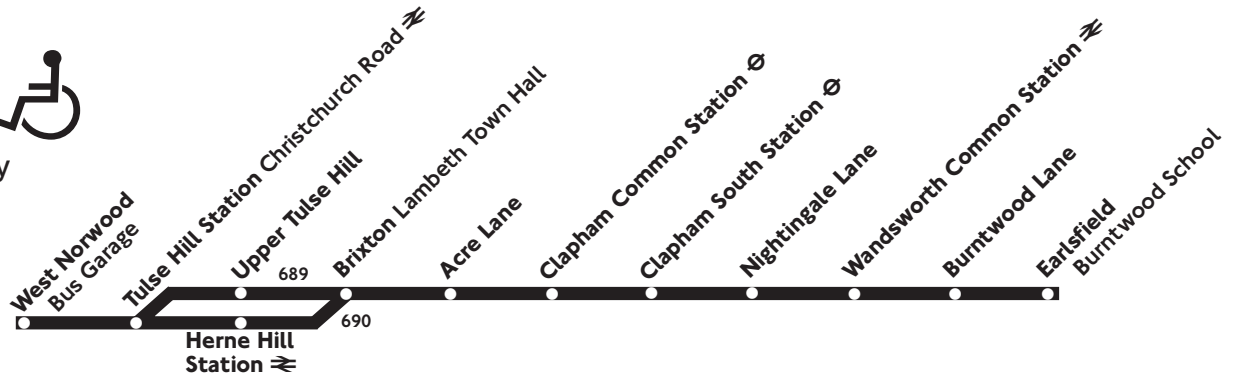 West Norwood
Bus Garage
Tulse Hill Station Christchurch Road
Upper Tulse Hill
689
Brixton Lambeth Town Hall
Acre Lane
Clapham Common Station
Clapham South Station
Nightingale Lane
Wandsworth Common Station
Burntwood Lane
Earlsfield
Burntwood School
690
Herne Hill
Station